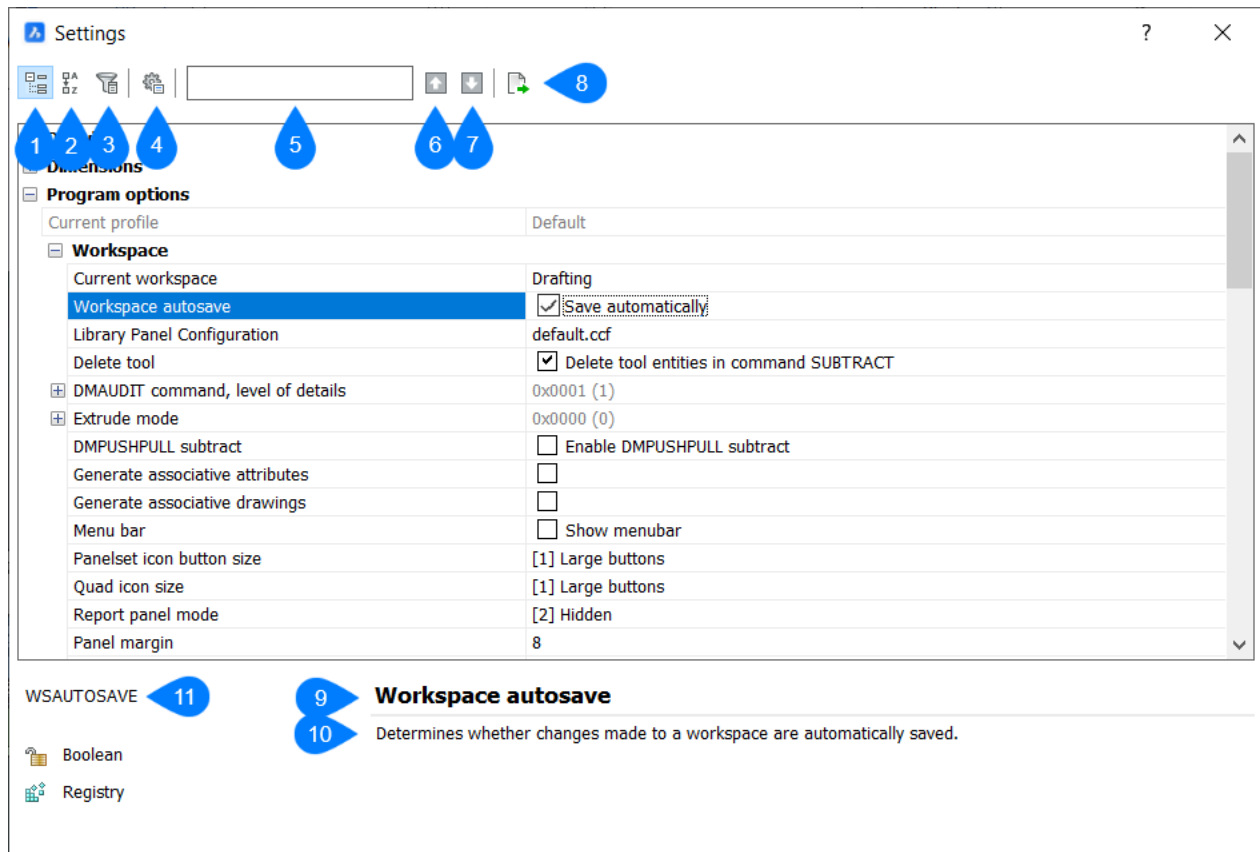 Settings
?
8
1 2 3 4 5 6 7
Dimensions
Program options
Current profile Default
Workspace
Current workspace Drafting
Workspace autosave Save automatically
Library Panel Configuration default.ccf
Delete tool Delete tool entities in command SUBTRACT
DMAUDIT command, level of details 0x0001 (1)
Extrude mode 0x0000 (0)
DMPUSHPULL subtract Enable DMPUSHPULL subtract
Generate associative attributes
Generate associative drawings
Menu bar Show menubar
Panelset icon button size [1] Large buttons
Quad icon size [1] Large buttons
Report panel mode [2] Hidden
Panel margin 8
WSAUTOSAVE 11 9 Workspace autosave
10 Determines whether changes made to a workspace are automatically saved.
Boolean
Registry